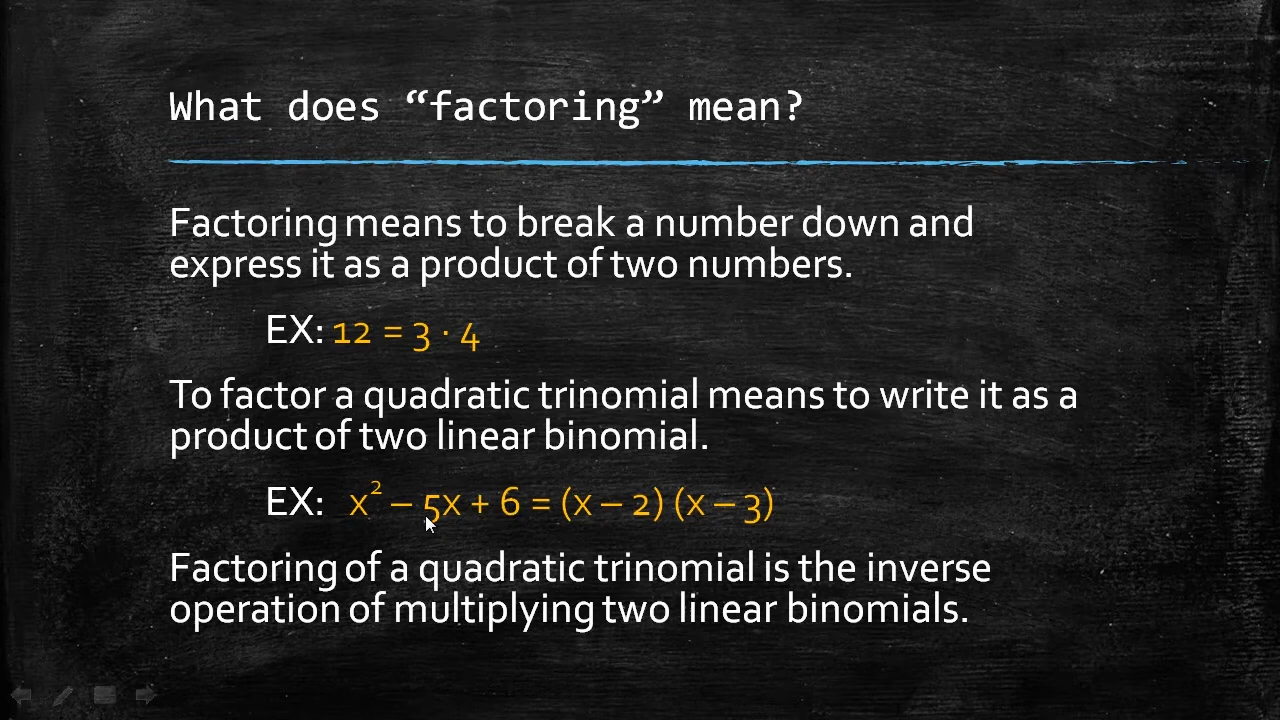 What does “factoring” mean?
Factoring means to break a number down and
express it as a product of two numbers.
EX: 12 = 3 · 4
To factor a quadratic trinomial means to write it as a
product of two linear binomial.
EX: x² – 5x + 6 = (x – 2) (x – 3)
Factoring of a quadratic trinomial is the inverse
operation of multiplying two linear binomials.